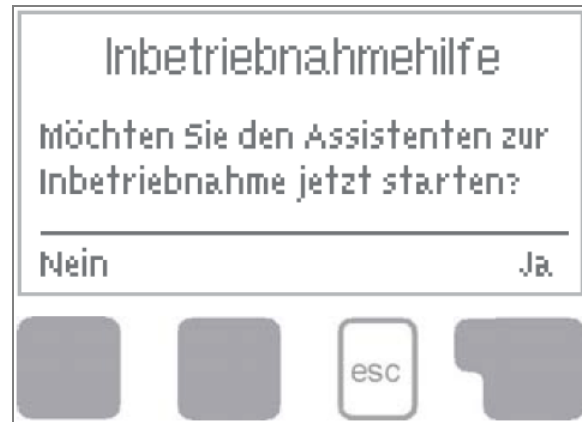 Inbetriebnahmehilfe
Möchten Sie den Assistenten zur
Inbetriebnahme jetzt starten?
Nein Ja
esc